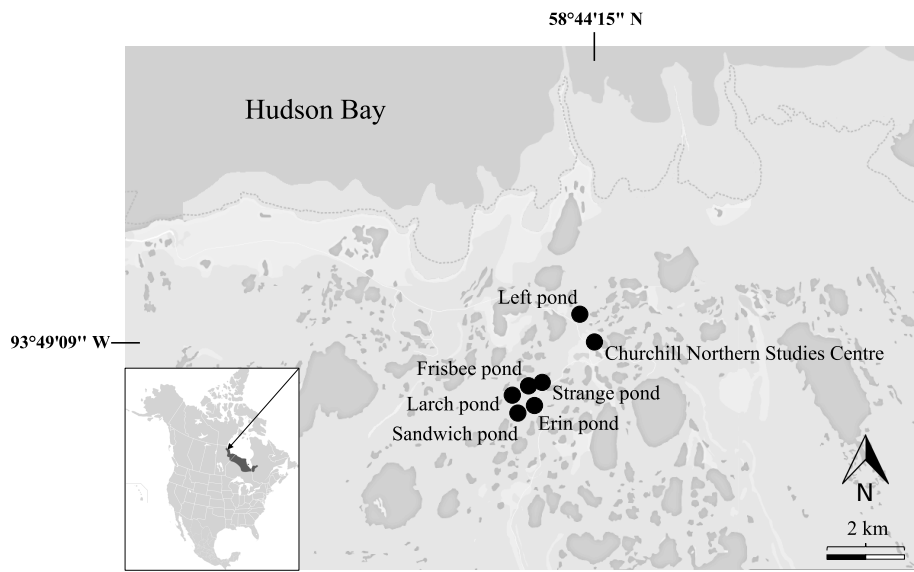 58°44'15" N
Hudson Bay
Left pond
93°49'09" W
Churchill Northern Studies Centre
Frisbee pond
Strange pond
Larch pond
Erin pond
Sandwich pond
N
2 km